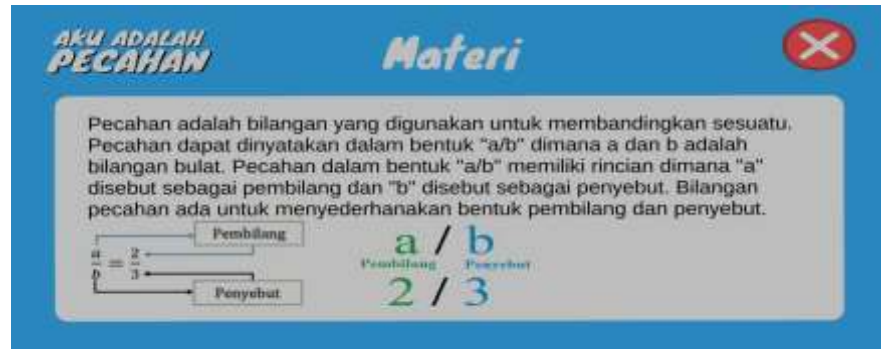 AKU ADALAH
PECAHAN
Materi
Pecahan adalah bilangan yang digunakan untuk membandingkan sesuatu.
Pecahan dapat dinyatakan dalam bentuk "a/b" dimana a dan b adalah
bilangan bulat. Pecahan dalam bentuk "a/b" memiliki rincian dimana "a"
disebut sebagai pembilang dan "b" disebut sebagai penyebut. Bilangan
pecahan ada untuk menyederhanakan bentuk pembilang dan penyebut.
Pembilang
a/b = 2/3
Penyebut
a / b
Pembilang Penyebut
2 / 3